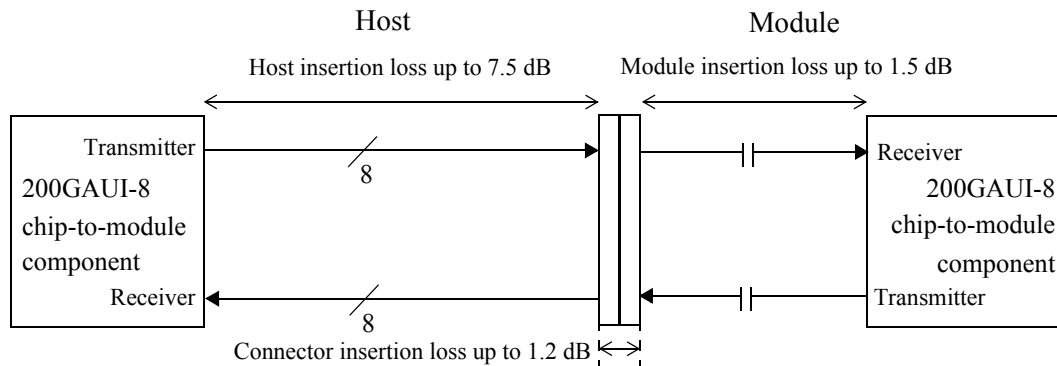 Host
Module
Host insertion loss up to 7.5 dB
Module insertion loss up to 1.5 dB
Transmitter
8
Receiver
200GAUI-8
chip-to-module
component
200GAUI-8
chip-to-module
component
Receiver
8
Transmitter
Connector insertion loss up to 1.2 dB